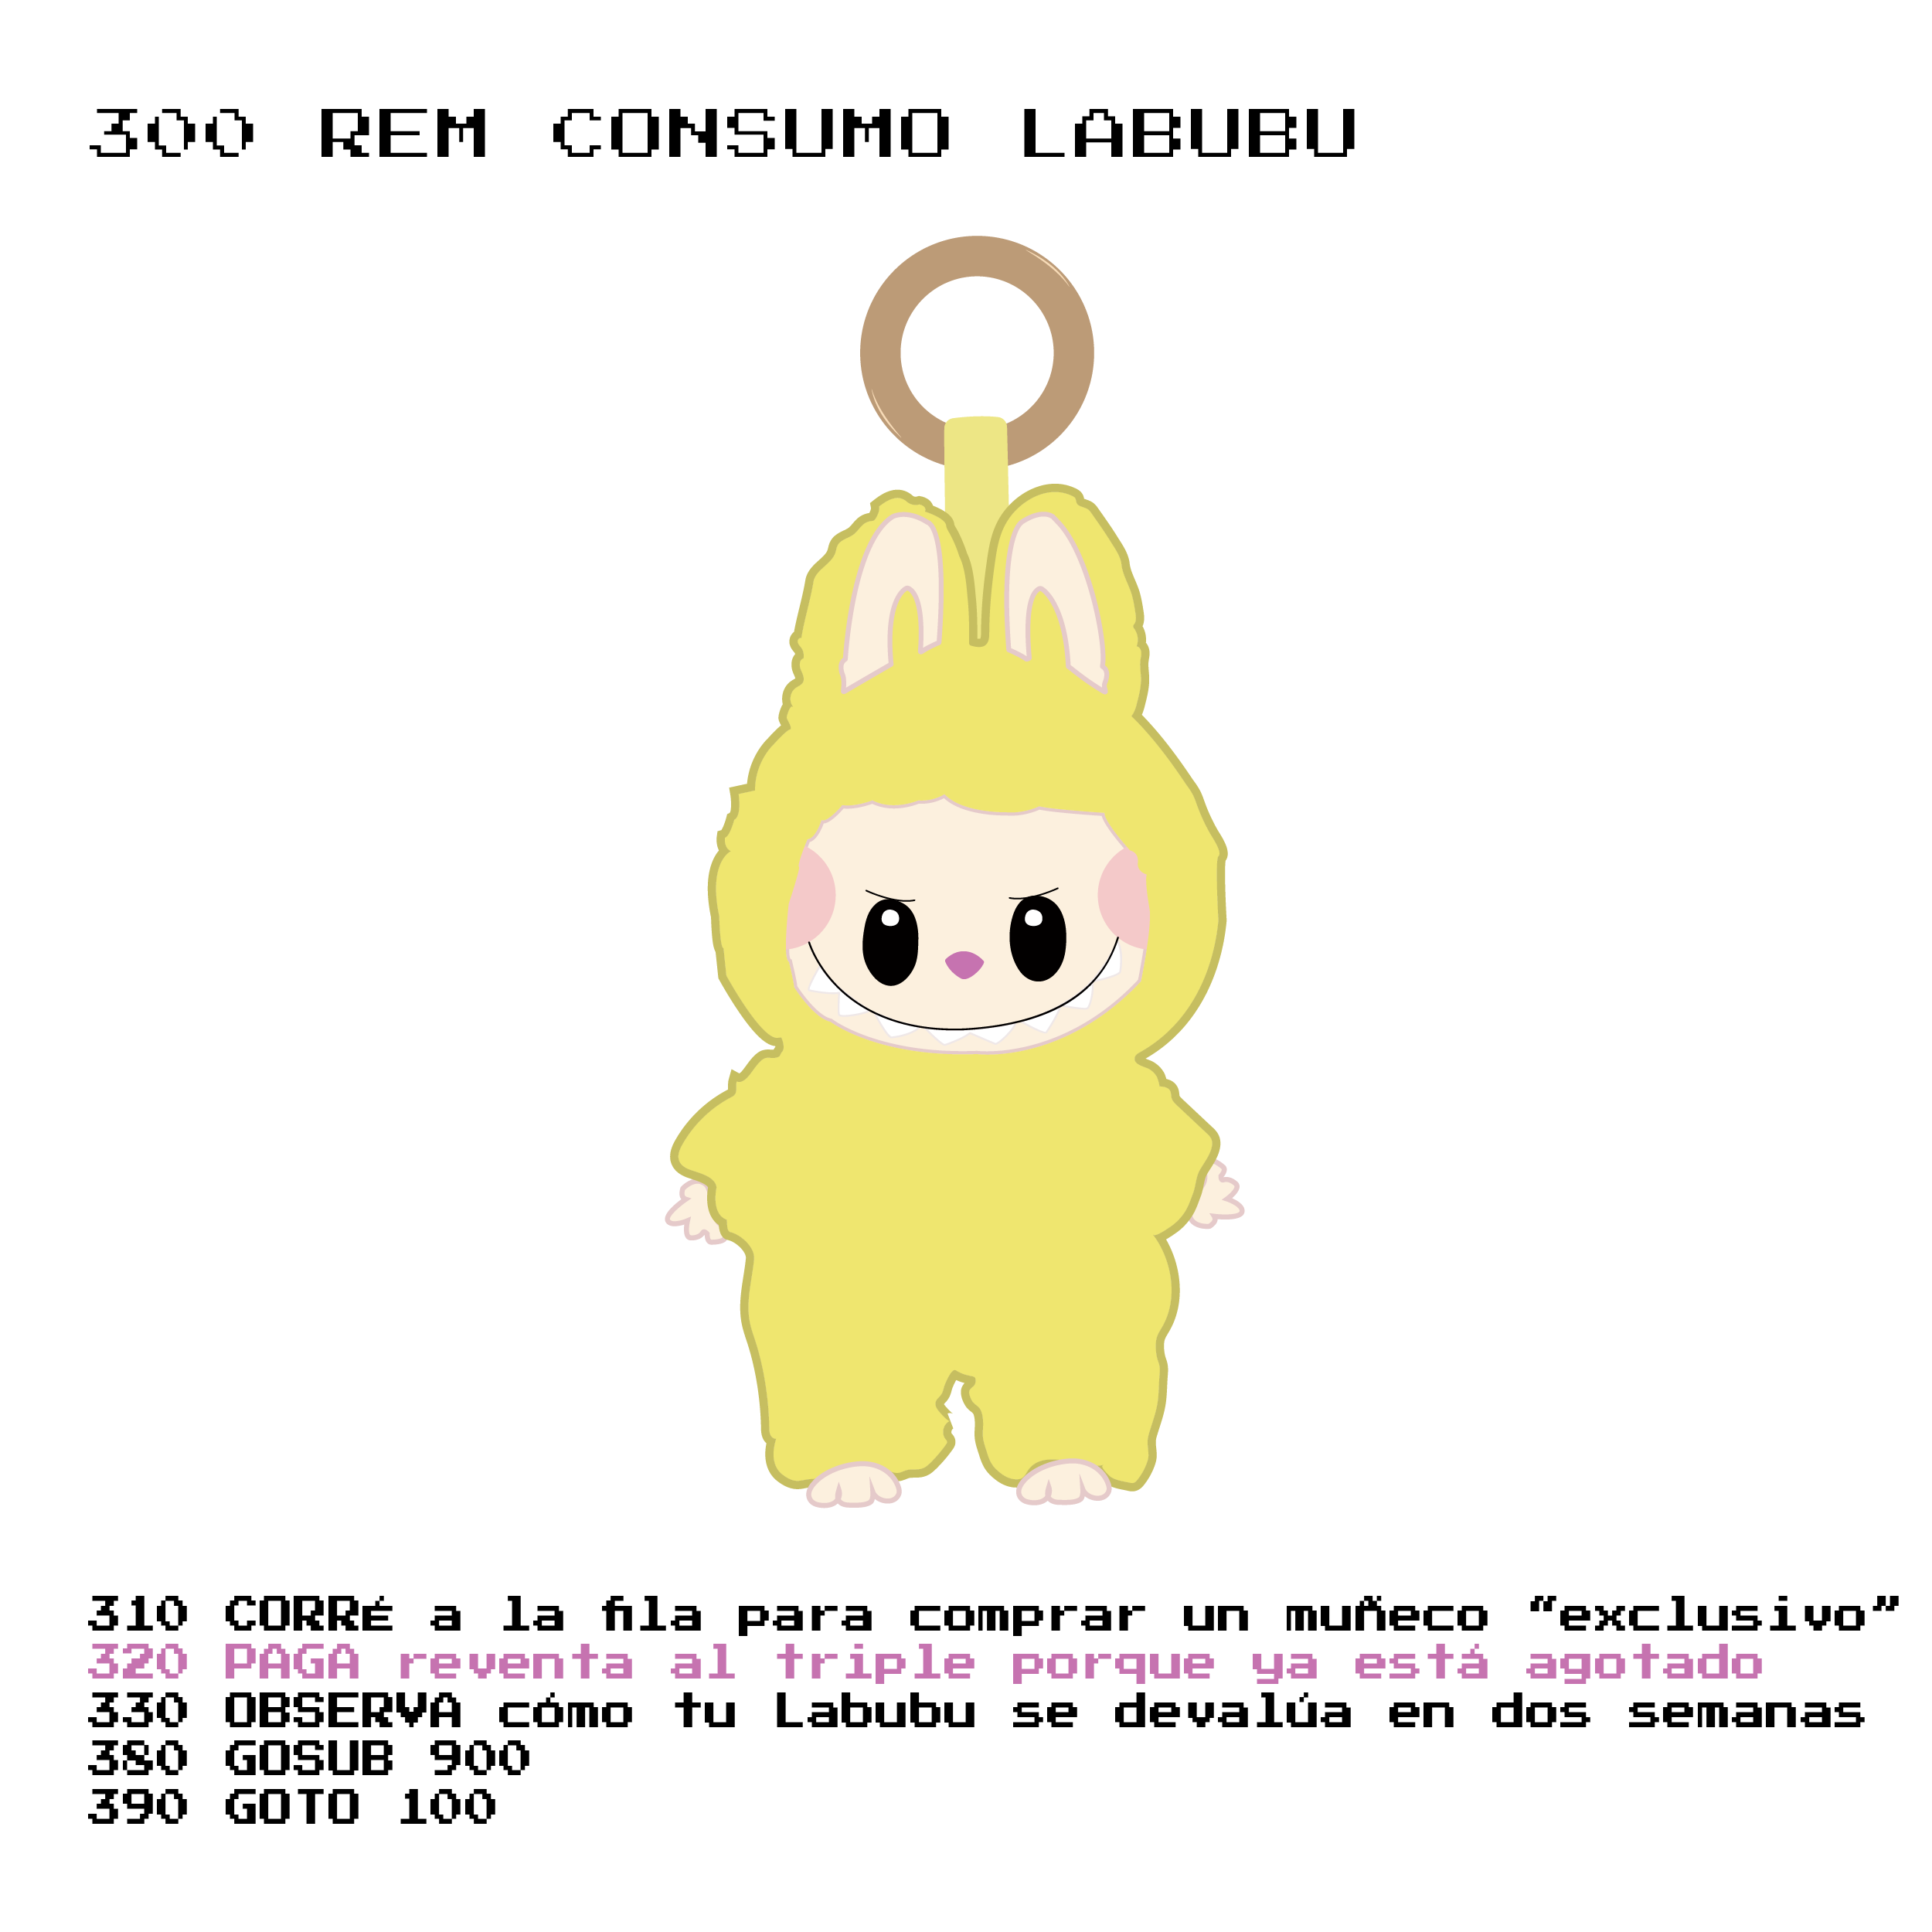 300 REM CONSUMO LABUBU
310 CORRé a la fila para comprar un muñeco “exclusivo”
320 PAGA reventa al triple porque ya está agotado
330 OBSERVA cómo tu Labubu se devalúa en dos semanas
350 GOSUB 900
390 GOTO 100